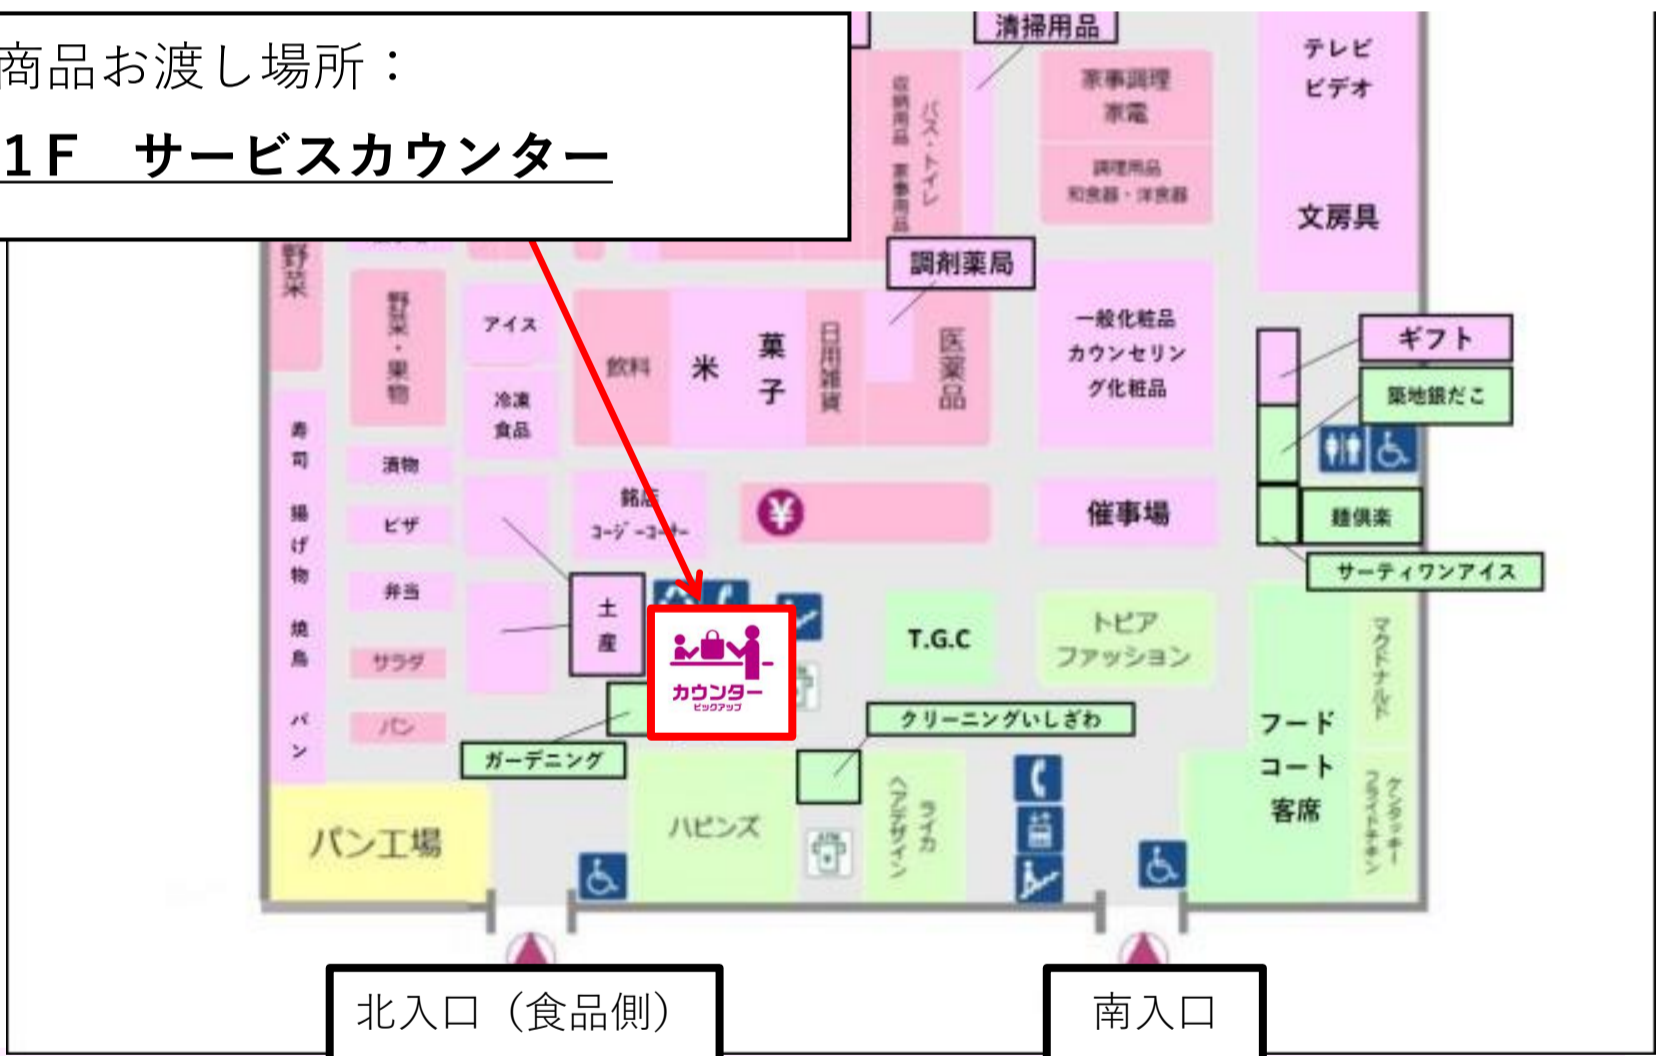 商品お渡し場所：
1F　サービスカウンター
清掃用品
テレビ
ビデオ
文房具
家事調理
家電
調理用品
和食器・洋食器
バス・トイレ
収納用品 家事用品
調剤薬局
野菜
野菜・果物
アイス
冷凍
食品
飲料
米
菓子
日用雑貨
医薬品
一般化粧品
カウンセリン
グ化粧品
ギフト
築地銀だこ
麺倶楽
サーティワンアイス
寿司 揚げ物 焼鳥 パン
漬物
ピザ
弁当
サラダ
パン
銘店
コージーコーナー
¥
催事場
土産
カウンター
ピックアップ
T.G.C
トピア
ファッション
マクドナルド
フード
コート
客席
ケンタッキー
フライドチキン
ガーデニング
クリーニングいしざわ
パン工場
ハピンズ
ATM
ライカ
ヘアデザイン
北入口（食品側）
南入口